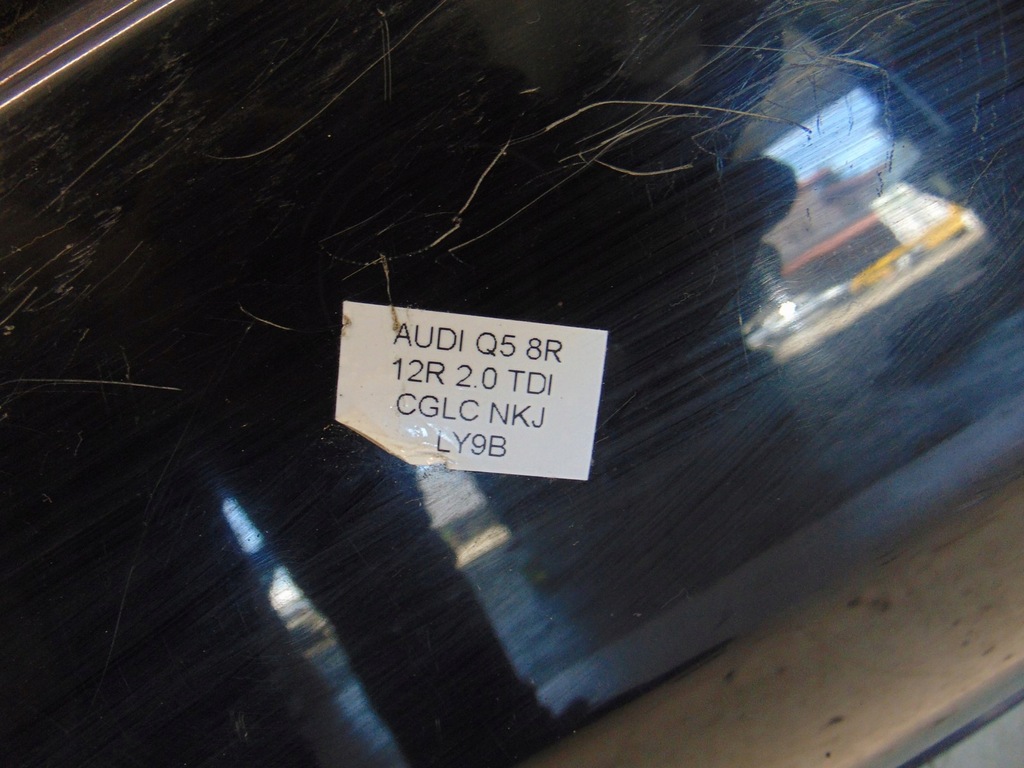 AUDI Q5 8R
12R 2.0 TDI
CGLC NKJ
LY9B